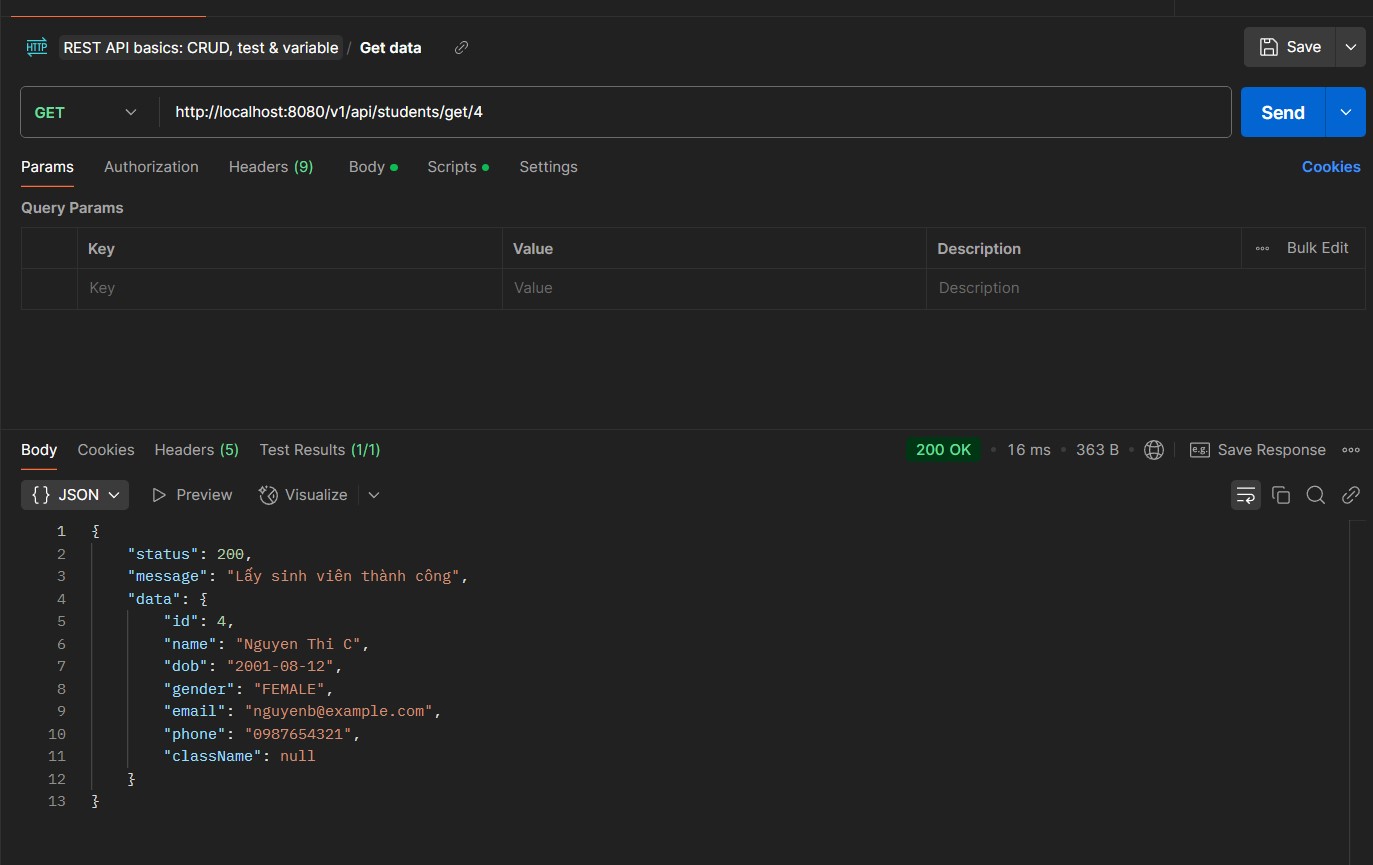 HTTP REST API basics: CRUD, test & variable / Get data Save
GET http://localhost:8080/v1/api/students/get/4 Send
Params Authorization Headers (9) Body Scripts Settings Cookies
Query Params
Key Value Description Bulk Edit
Key Value Description
Body Cookies Headers (5) Test Results (1/1) 200 OK 16 ms 363 B e.g. Save Response
{} JSON Preview Visualize
1 {
2 "status": 200,
3 "message": "Lấy sinh viên thành công",
4 "data": {
5 "id": 4,
6 "name": "Nguyen Thi C",
7 "dob": "2001-08-12",
8 "gender": "FEMALE",
9 "email": "nguyenb@example.com",
10 "phone": "0987654321",
11 "className": null
12 }
13 }